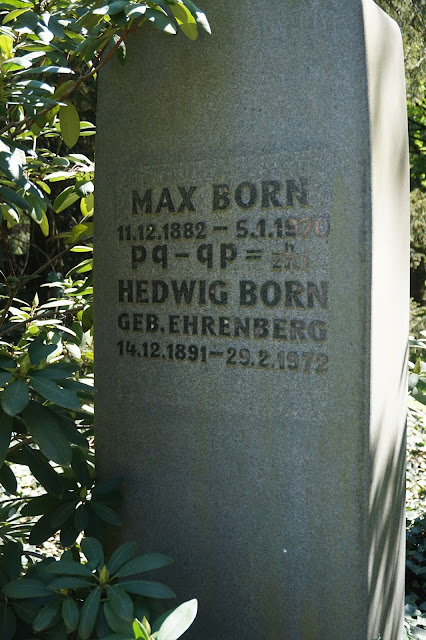 MAX BORN
11.12.1882 – 5.1.1970
pq – qp = h/2πi
HEDWIG BORN
GEB. EHRENBERG
14.12.1891 – 29.2.1972